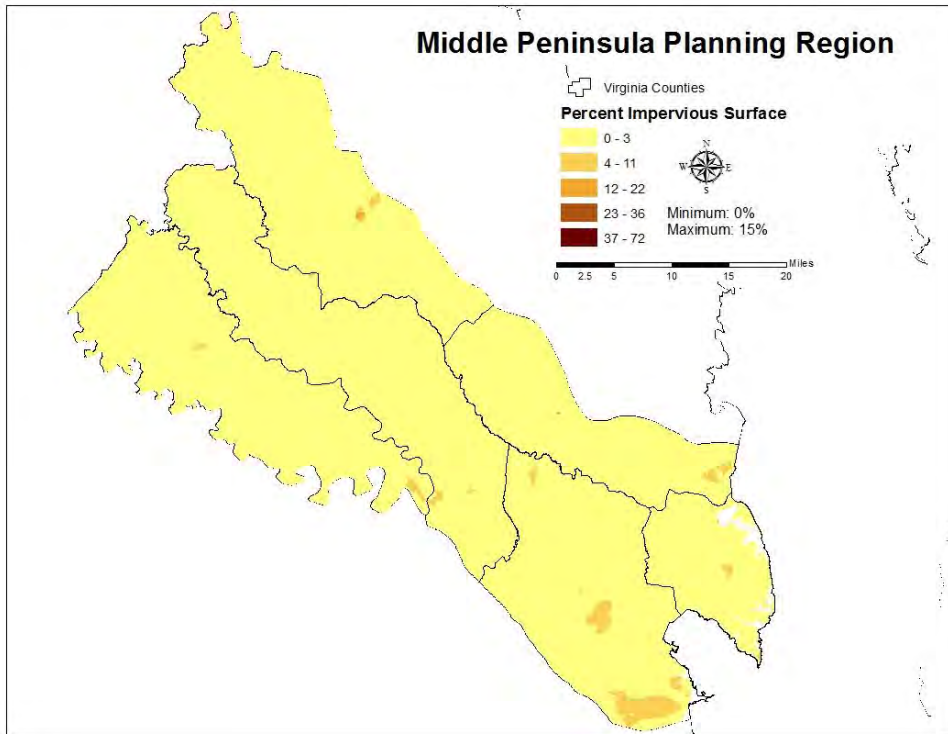 Middle Peninsula Planning Region
Virginia Counties
Percent Impervious Surface
0 - 3
4 - 11
12 - 22
23 - 36
37 - 72
N
W E
S
Minimum: 0%
Maximum: 15%
Miles
0 2.5 5 10 15 20